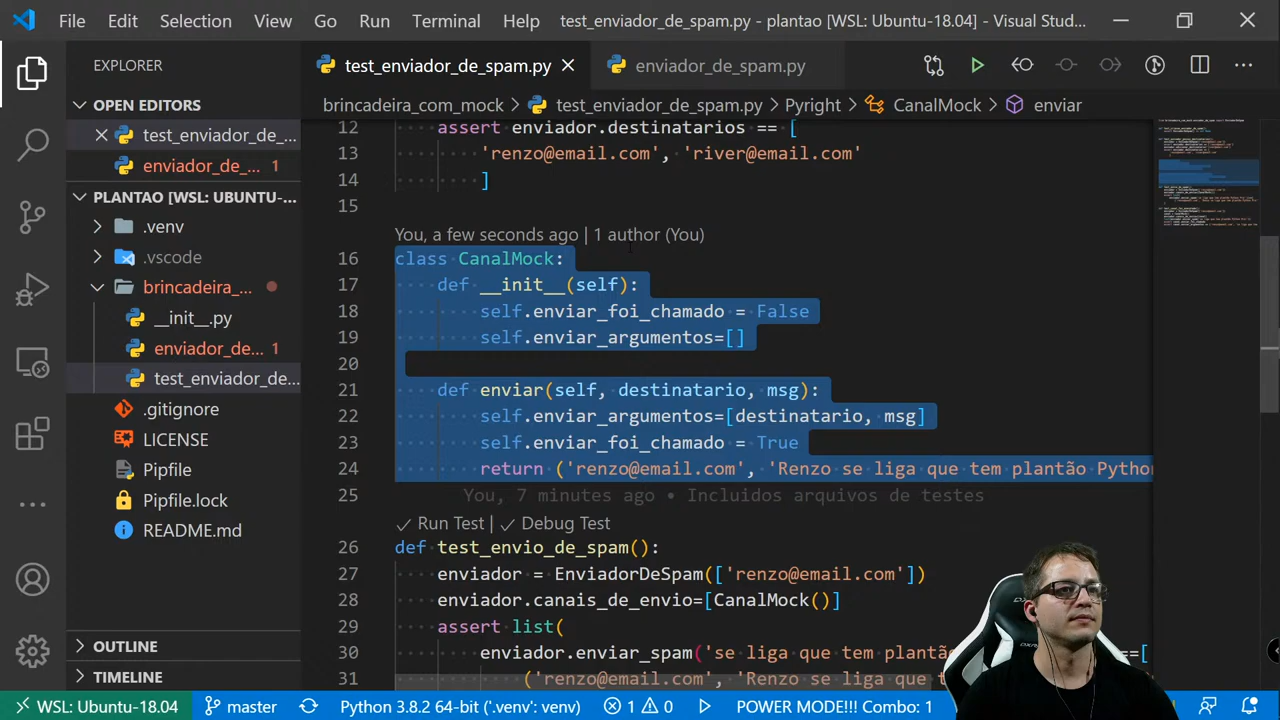 File Edit Selection View Go Run Terminal Help test_enviador_de_spam.py - plantao [WSL: Ubuntu-18.04] - Visual Stud...
EXPLORER
OPEN EDITORS
test_enviador_de_...
enviador_de_... 1
PLANTAO [WSL: UBUNTU-18.04]-...
.venv
.vscode
brincadeira_...
__init__.py
enviador_de... 1
test_enviador_de...
.gitignore
LICENSE
Pipfile
Pipfile.lock
README.md
OUTLINE
TIMELINE
test_enviador_de_spam.py enviador_de_spam.py
brincadeira_com_mock > test_enviador_de_spam.py > Pyright > CanalMock > enviar
12 assert enviador.destinatarios == [
13 'renzo@email.com', 'river@email.com'
14 ]
15
You, a few seconds ago | 1 author (You)
16 class CanalMock:
17 def __init__(self):
18 self.enviar_foi_chamado = False
19 self.enviar_argumentos=[]
20
21 def enviar(self, destinatario, msg):
22 self.enviar_argumentos=[destinatario, msg]
23 self.enviar_foi_chamado = True
24 return ('renzo@email.com', 'Renzo se liga que tem plantão Python
25 You, 7 minutes ago • Incluidos arquivos de testes
✓ Run Test | ✓ Debug Test
26 def test_envio_de_spam():
27 enviador = EnviadorDeSpam(['renzo@email.com'])
28 enviador.canais_de_envio=[CanalMock()]
29 assert list(
30 enviador.enviar_spam('se liga que tem plantão ==[
31 ('renzo@email.com', 'Renzo se liga que t
WSL: Ubuntu-18.04 master Python 3.8.2 64-bit ('.venv': venv) 1 0 POWER MODE!!! Combo: 1